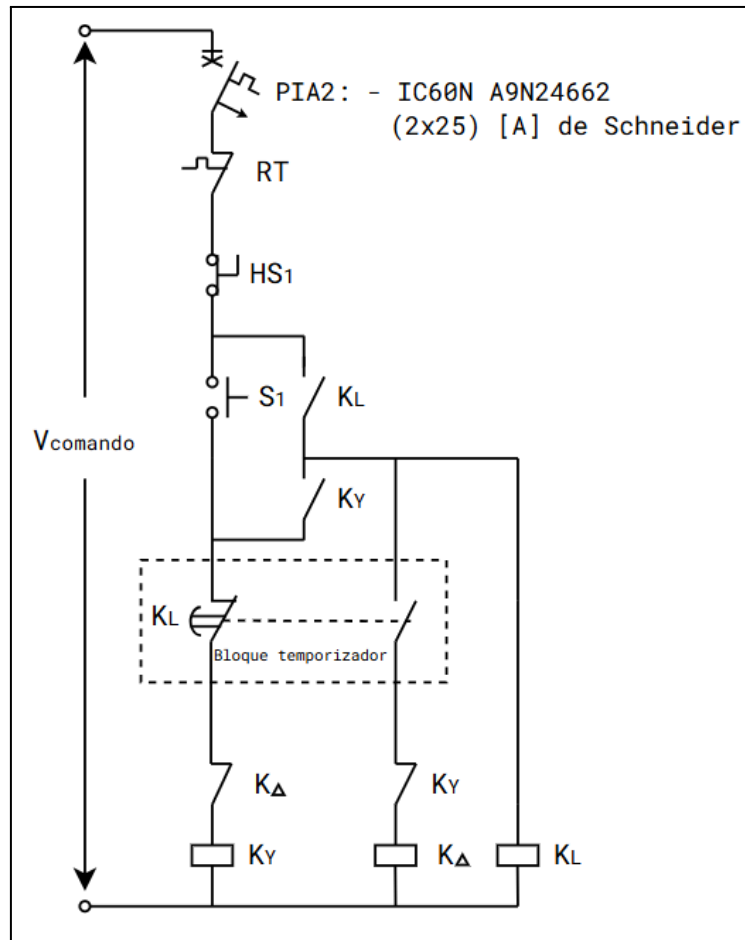 PIA2: - IC60N A9N24662
(2x25) [A] de Schneider
RT
HS1
S1
KL
Vcomando
KY
KL
Bloque temporizador
KΔ
KY
KY
KΔ
KL